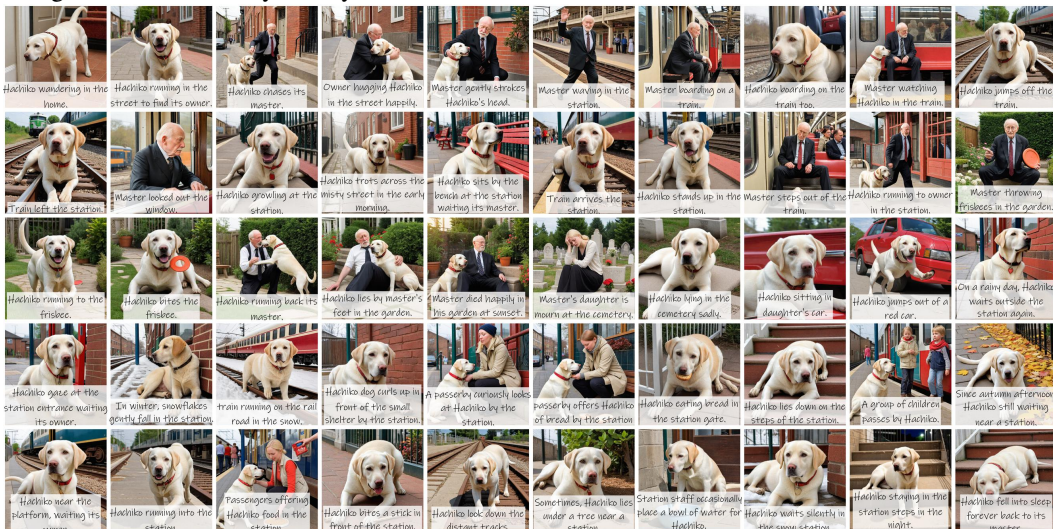 Hachiko wandering in the
home.
Hachiko running in the
street to find its owner.
Hachiko chases its
master.
Owner hugging Hachiko
in the street happily.
Master gently strokes
Hachiko's head.
Master waving in the
station.
Master boarding on a
train.
Hachiko boarding on the
train too.
Master watching
Hachiko in the train.
Hachiko jumps off the
train.
Train left the station.
Master looked out the
window.
Hachiko growling at the
station.
Hachiko trots across the
misty street in the early
morning.
Hachiko sits by the
bench at the station
waiting its master.
Train arrives the
station.
Hachiko stands up in the
station.
Master steps out of the
train.
Hachiko running to owner
in the station.
Master throwing
frisbees in the garden.
Hachiko running to the
frisbee.
Hachiko bites the
frisbee.
Hachiko running back its
master.
Hachiko lies by master's
feet in the garden.
Master died happily in
his garden at sunset.
Master's daughter is
mourn at the cemetery.
Hachiko lying in the
cemetery sadly.
Hachiko sitting in
daughter's car.
Hachiko jumps out of a
red car.
On a rainy day, Hachiko
waits outside the
station again.
Hachiko gaze at the
station entrance waiting
its owner.
In winter, snowflakes
gently fall in the station.
train running on the rail
road in the snow.
Hachiko dog curls up in
front of the small
shelter by the station.
A passerby curiously looks
at Hachiko by the
station.
passerby offers Hachiko
of bread by the station
Hachiko eating bread in
the station gate.
Hachiko lies down on the
steps of the station.
A group of children
passes by Hachiko.
Since autumn afternoon
Hachiko still waiting
near a station.
Hachiko near the
platform, waiting its
Hachiko running into the
station.
Passengers offering
Hachiko food in the
station.
Hachiko bites a stick in
front of the station.
Hachiko look down the
distant tracks.
Sometimes, Hachiko lies
under a tree near a
station.
Station staff occasionally
place a bowl of water for
Hachiko.
Hachiko waits silently in
the snow station.
Hachiko staying in the
station steps in the
night.
Hachiko fell into sleep
forever back to its
master.